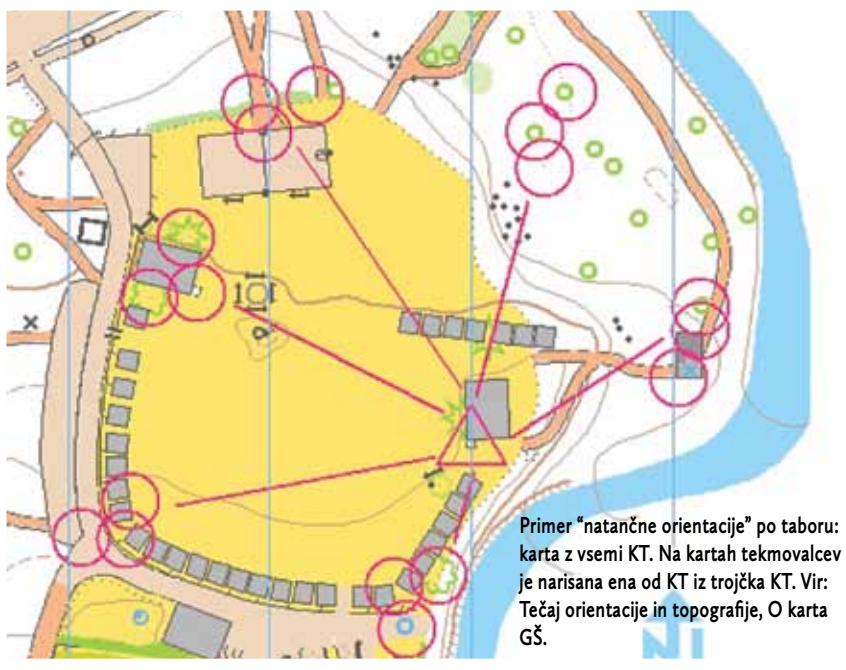 Primer “natančne orientacije” po taboru:
karta z vsemi KT. Na kartah tekmovalcev
je narisana ena od KT iz trojčka KT. Vir:
Tečaj orientacije in topografije, O karta
GŠ.